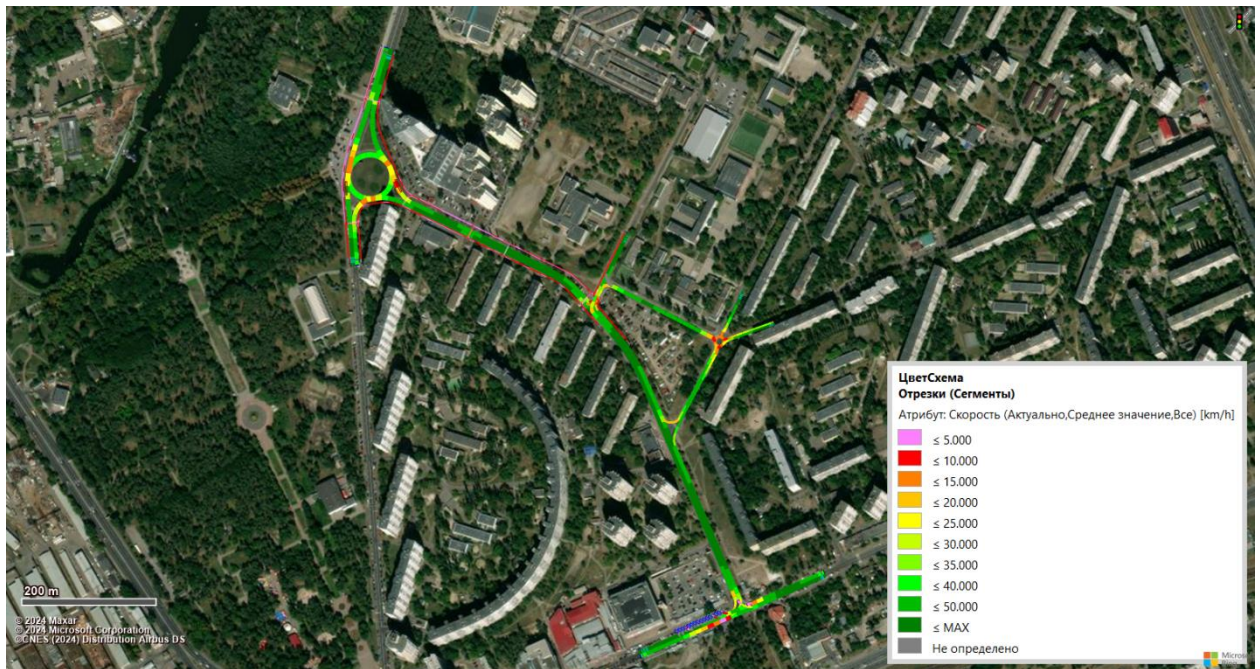 ЦветСхема
Отрезки (Сегменты)
Атрибут: Скорость (Актуально,Среднее значение,Все) [km/h]
≤ 5.000
≤ 10.000
≤ 15.000
≤ 20.000
≤ 25.000
≤ 30.000
≤ 35.000
≤ 40.000
≤ 50.000
≤ MAX
Не определено
200 m
© 2024 Maxar
© 2024 Microsoft Corporation
©CNES (2024) Distribution Airbus DS